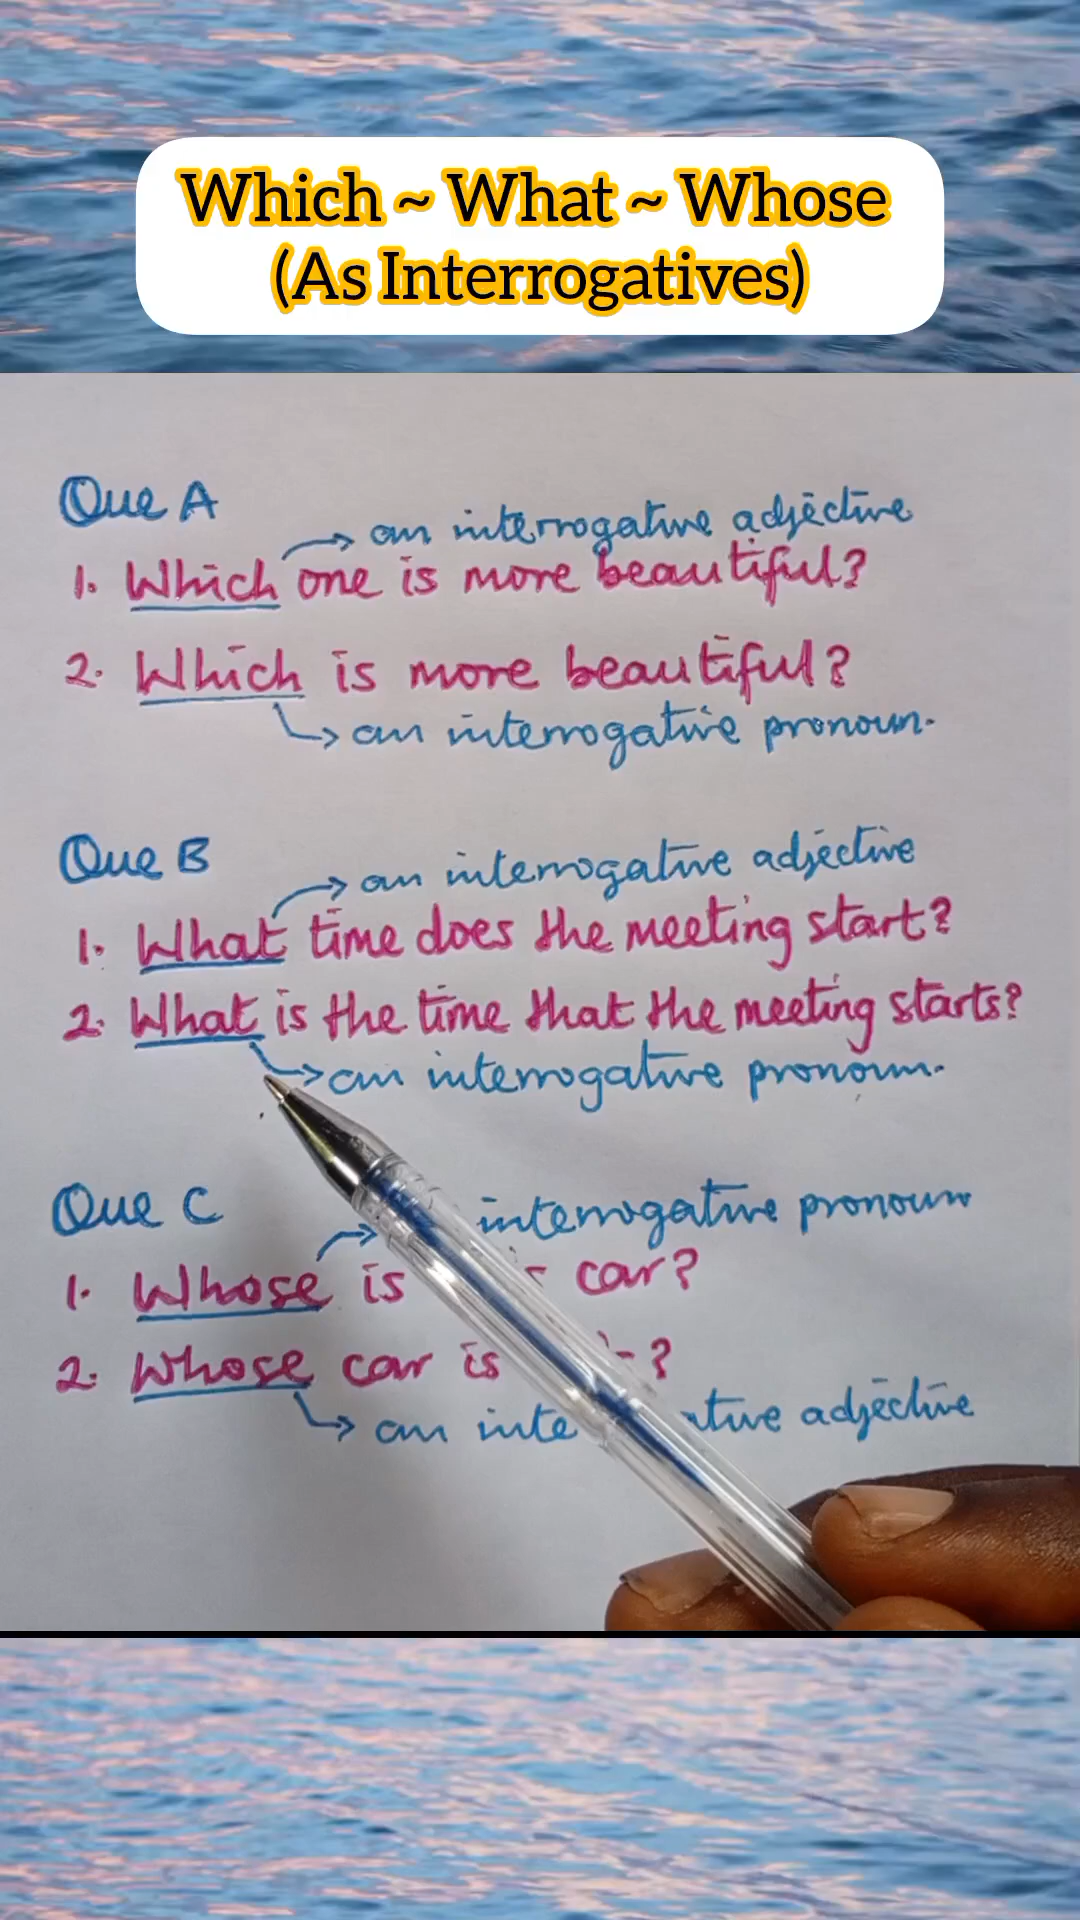 Which ~ What ~ Whose
(As Interrogatives)
Que A
an interrogative adjective
1. Which one is more beautiful?
2. Which is more beautiful?
an interrogative pronoun.
Que B
an interrogative adjective
1. What time does the meeting start?
2. What is the time that the meeting starts?
an interrogative pronoun.
Que C
interrogative pronoun
1. Whose is car?
2. Whose car is ?
an adjective